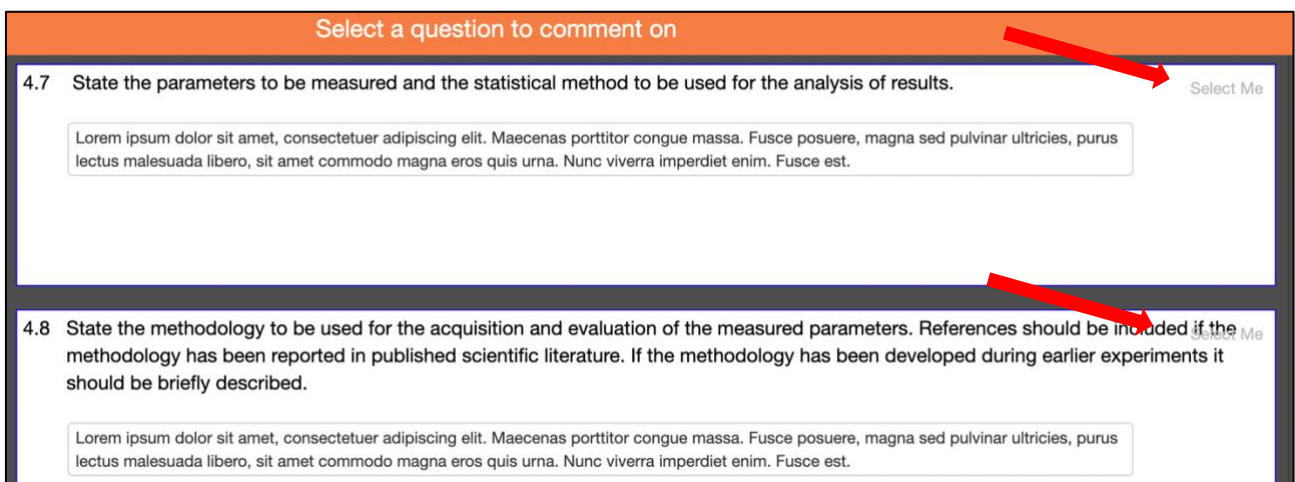 Select a question to comment on
4.7 State the parameters to be measured and the statistical method to be used for the analysis of results.
Select Me
Lorem ipsum dolor sit amet, consectetuer adipiscing elit. Maecenas porttitor congue massa. Fusce posuere, magna sed pulvinar ultricies, purus
lectus malesuada libero, sit amet commodo magna eros quis urna. Nunc viverra imperdiet enim. Fusce est.
4.8 State the methodology to be used for the acquisition and evaluation of the measured parameters. References should be included if the
Select Me
methodology has been reported in published scientific literature. If the methodology has been developed during earlier experiments it
should be briefly described.
Lorem ipsum dolor sit amet, consectetuer adipiscing elit. Maecenas porttitor congue massa. Fusce posuere, magna sed pulvinar ultricies, purus
lectus malesuada libero, sit amet commodo magna eros quis urna. Nunc viverra imperdiet enim. Fusce est.